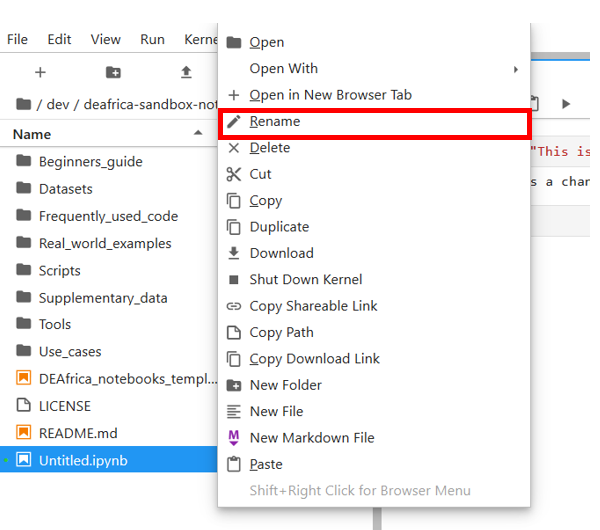 File Edit View Run Kerne
/ dev / deafrica-sandbox-not
Name
Beginners_guide
Datasets
Frequently_used_code
Real_world_examples
Scripts
Supplementary_data
Tools
Use_cases
DEAfrica_notebooks_templ...
LICENSE
README.md
Untitled.ipynb
Open
Open With
Open in New Browser Tab
Rename
Delete
Cut
Copy
Duplicate
Download
Shut Down Kernel
Copy Shareable Link
Copy Path
Copy Download Link
New Folder
New File
New Markdown File
Paste
Shift+Right Click for Browser Menu
"This is
s a char